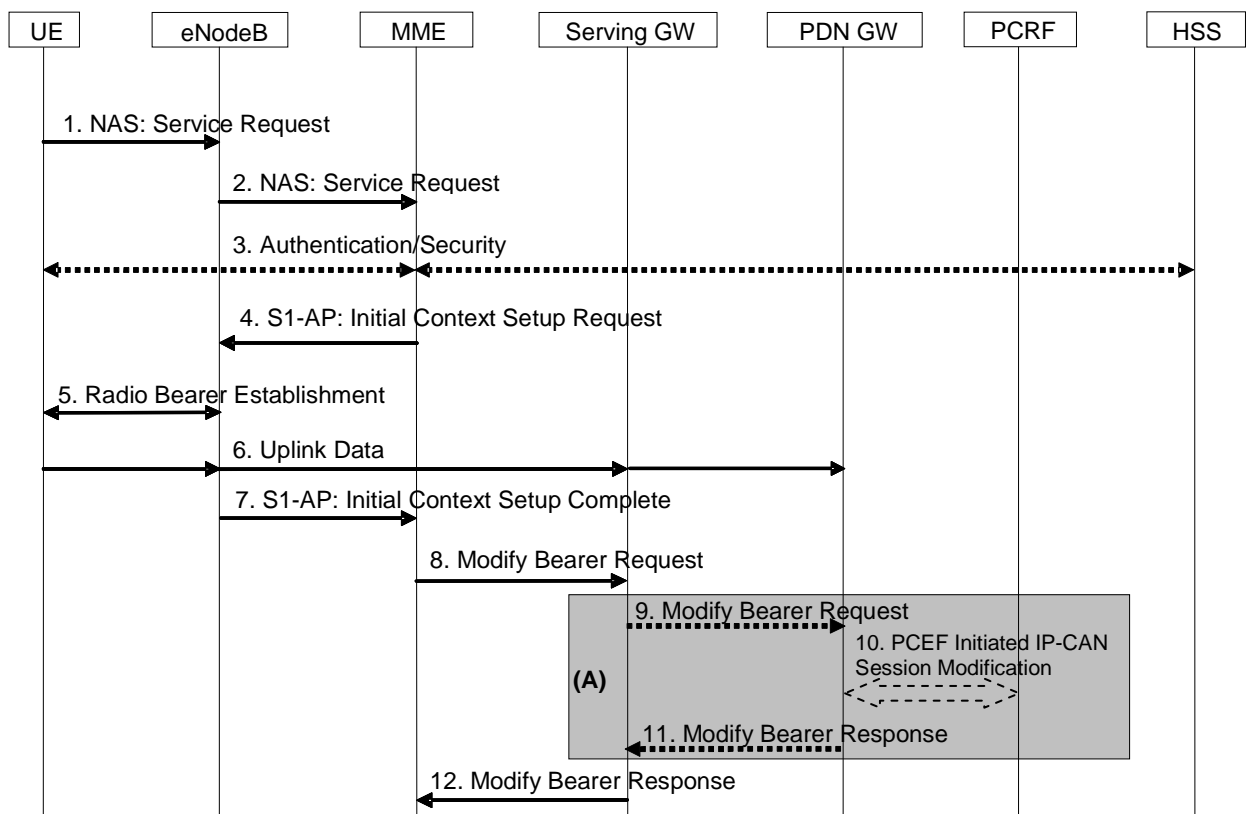 UE eNodeB MME Serving GW PDN GW PCRF HSS
1. NAS: Service Request
2. NAS: Service Request
3. Authentication/Security
4. S1-AP: Initial Context Setup Request
5. Radio Bearer Establishment
6. Uplink Data
7. S1-AP: Initial Context Setup Complete
8. Modify Bearer Request
9. Modify Bearer Request
10. PCEF Initiated IP-CAN
Session Modification
(A)
11. Modify Bearer Response
12. Modify Bearer Response